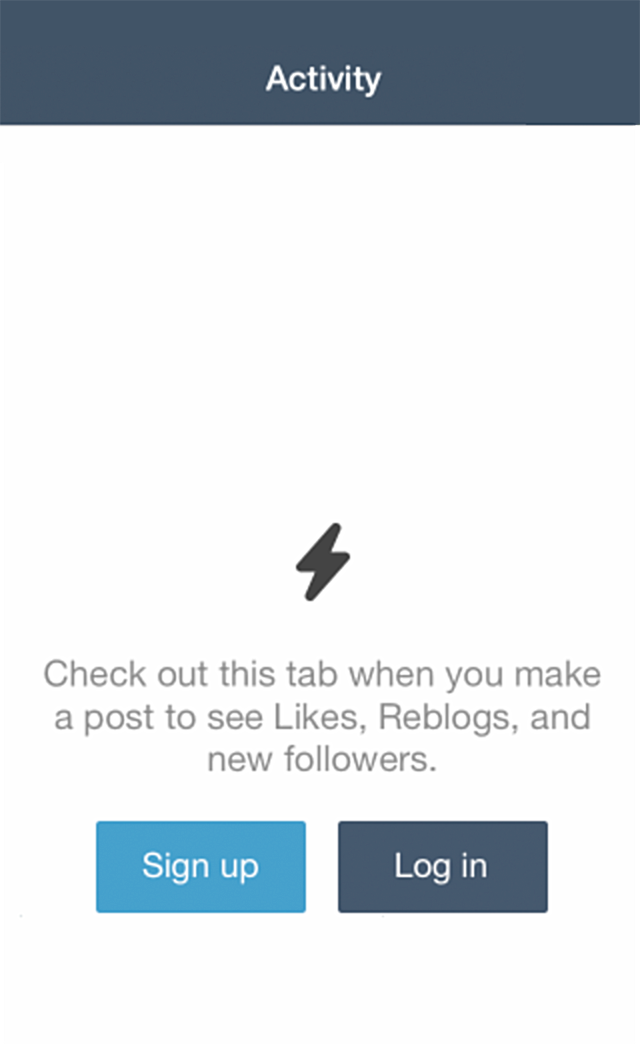 Activity
Check out this tab when you make
a post to see Likes, Reblogs, and
new followers.
Sign up
Log in